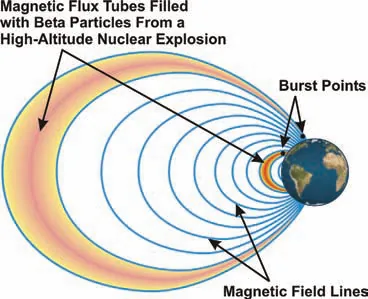 Magnetic Flux Tubes Filled
with Beta Particles From a
High-Altitude Nuclear Explosion
Burst Points
Magnetic Field Lines